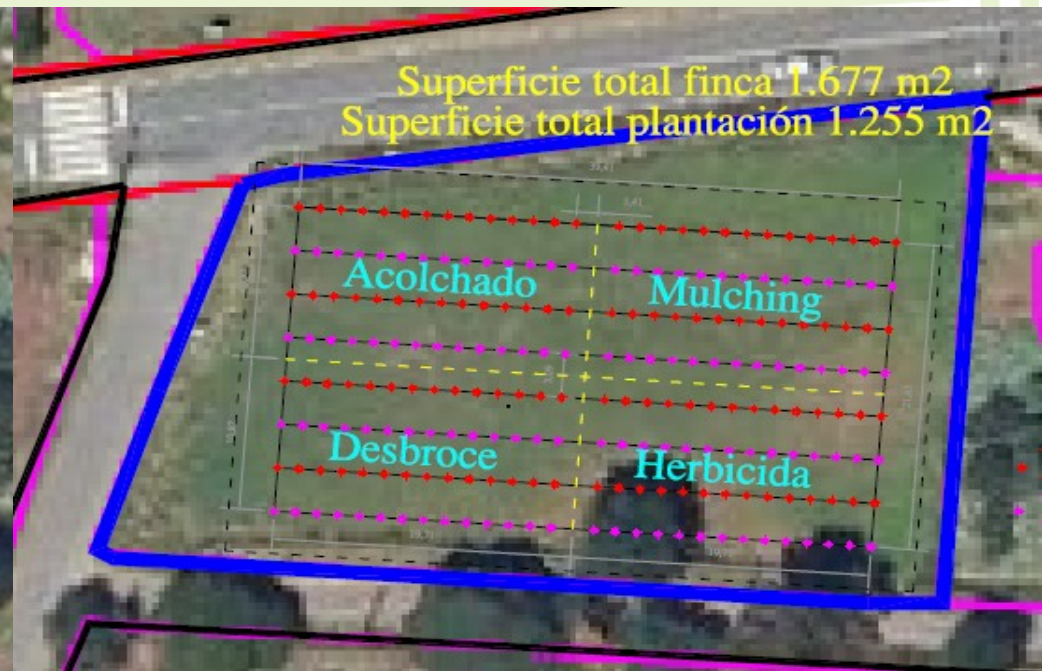 Superficie total finca 1.677 m2
Superficie total plantación 1.255 m2
Acolchado
Mulching
Desbroce
Herbicida